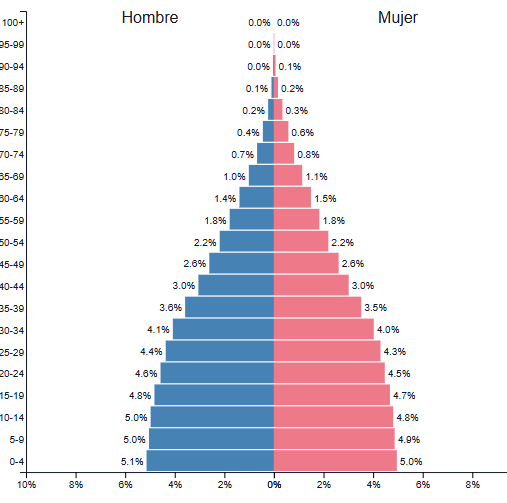 Hombre Mujer
100+ 0.0% 0.0%
95-99 0.0% 0.0%
90-94 0.0% 0.1%
85-89 0.1% 0.2%
80-84 0.2% 0.3%
75-79 0.4% 0.6%
70-74 0.7% 0.8%
65-69 1.0% 1.1%
60-64 1.4% 1.5%
55-59 1.8% 1.8%
50-54 2.2% 2.2%
45-49 2.6% 2.6%
40-44 3.0% 3.0%
35-39 3.6% 3.5%
30-34 4.1% 4.0%
25-29 4.4% 4.3%
20-24 4.6% 4.5%
15-19 4.8% 4.7%
10-14 5.0% 4.8%
5-9 5.0% 4.9%
0-4 5.1% 5.0%
10% 8% 6% 4% 2% 0% 2% 4% 6% 8%